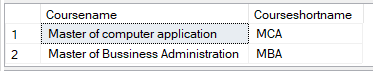 Coursename Courseshortname
1 Master of computer application MCA
2 Master of Bussiness Administration MBA